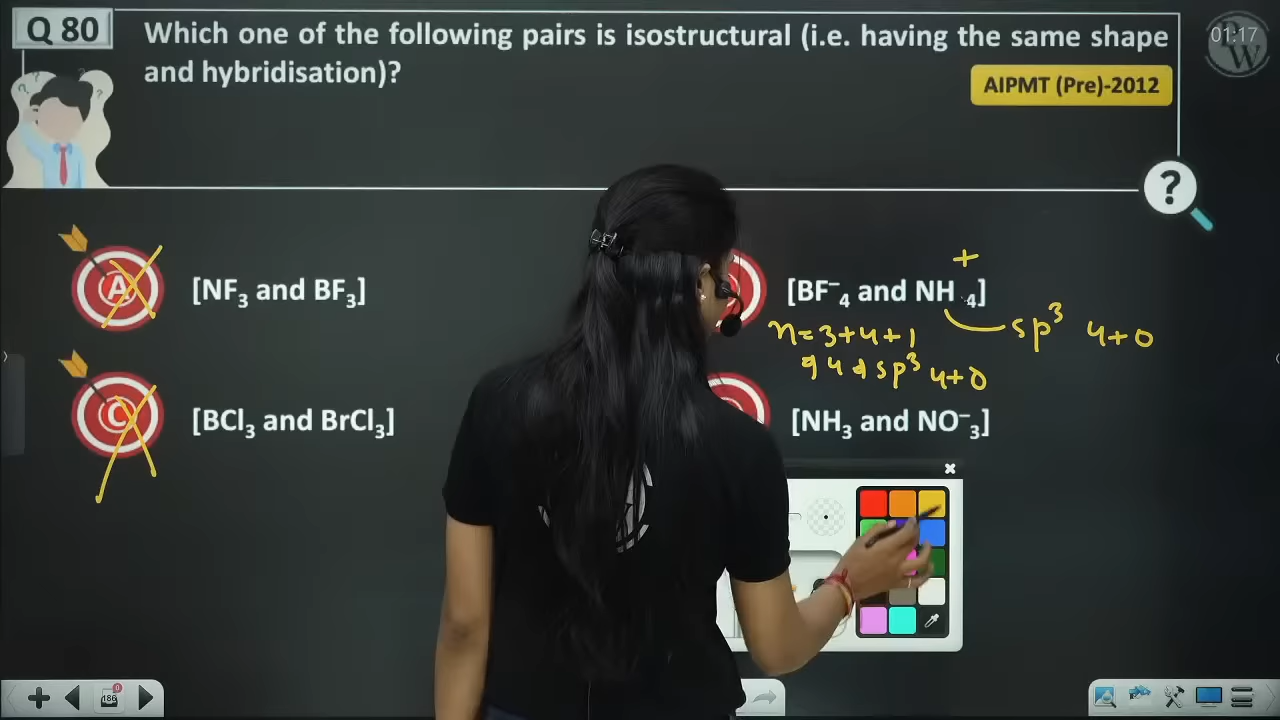 Q 80
Which one of the following pairs is isostructural (i.e. having the same shape
and hybridisation)?
AIPMT (Pre)-2012
01:17
A
[NF₃ and BF₃]
[BF⁻₄ and NH₄]
+
n=3+4+1
sp³ 4+0
sp³ 4+0
C
[BCl₃ and BrCl₃]
[NH₃ and NO⁻₃]
186